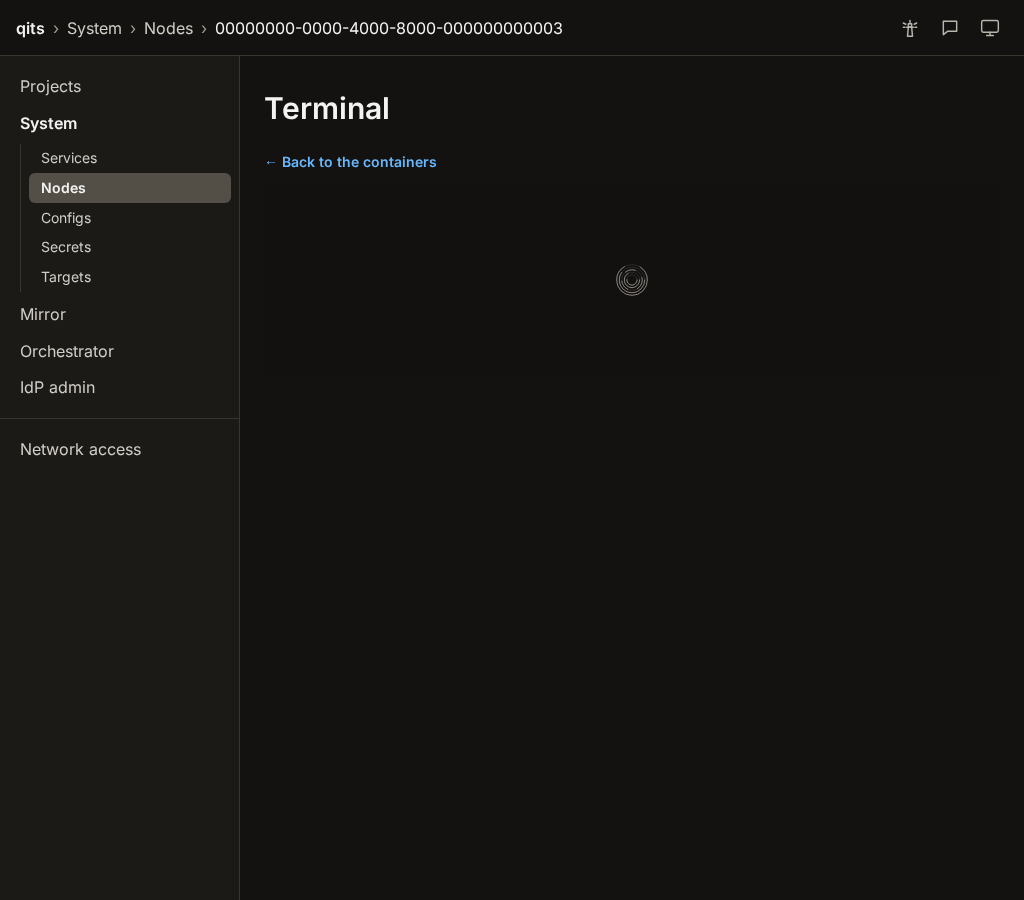 qits › System › Nodes › 00000000-0000-4000-8000-000000000003
Projects
System
Services
Nodes
Configs
Secrets
Targets
Mirror
Orchestrator
IdP admin
Network access
Terminal
← Back to the containers